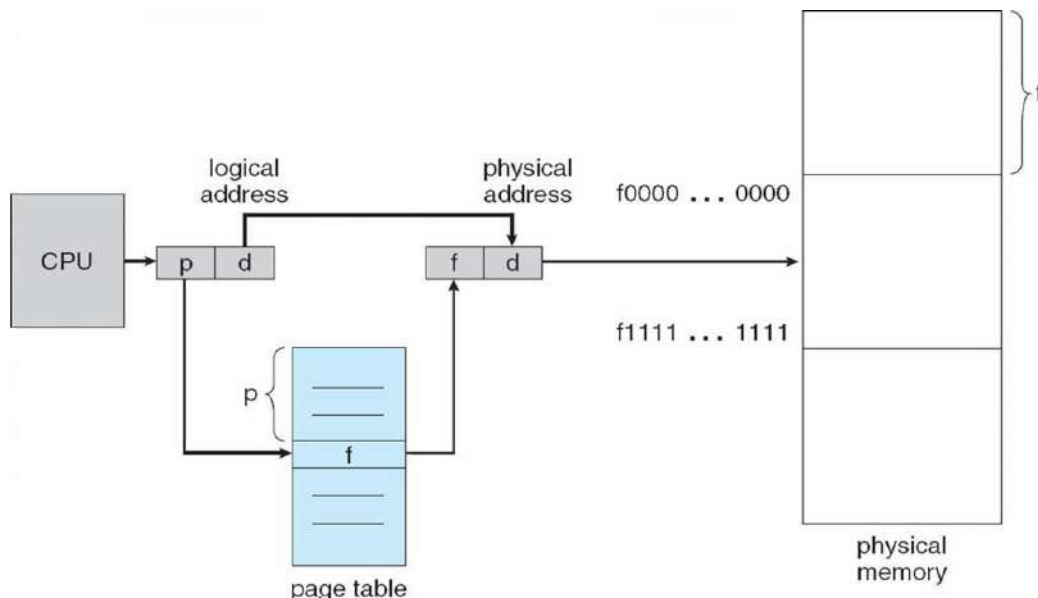 logical
address
physical
address
f0000 ... 0000
CPU
p d
f d
f1111 ... 1111
p
f
page table
physical
memory